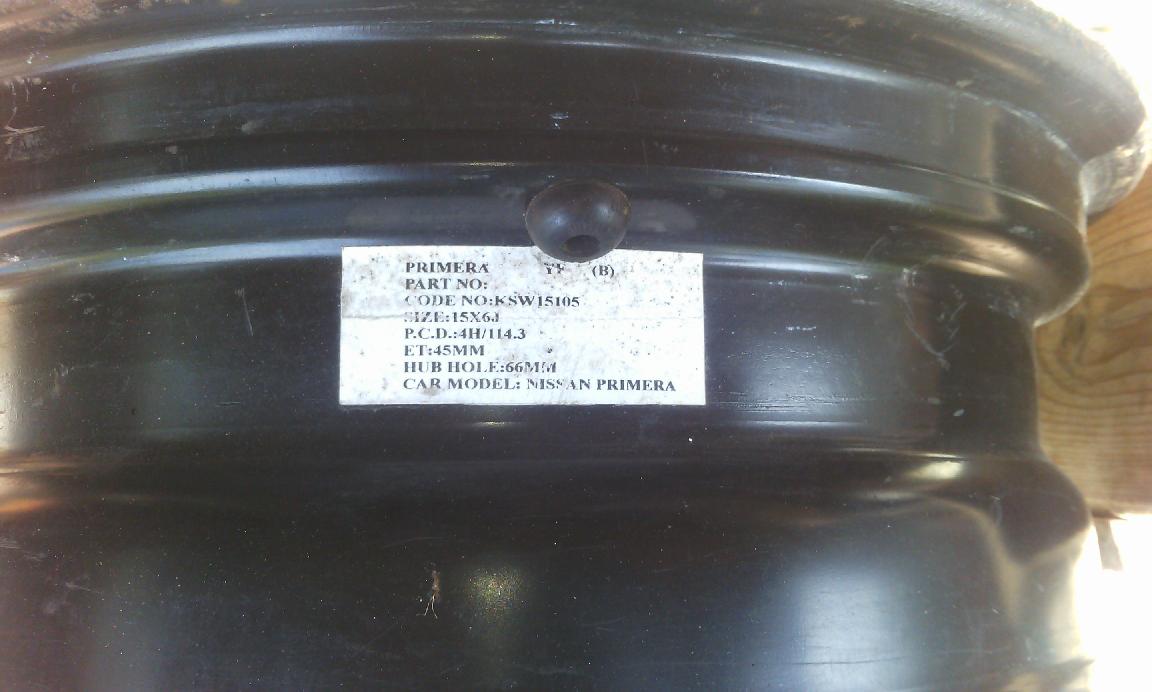 PRIMERA (B)
PART NO:
CODE NO:KSW15105
SIZE:15X6J
P.C.D.:4H/114.3
ET:45MM
HUB HOLE:66MM
CAR MODEL: NISSAN PRIMERA